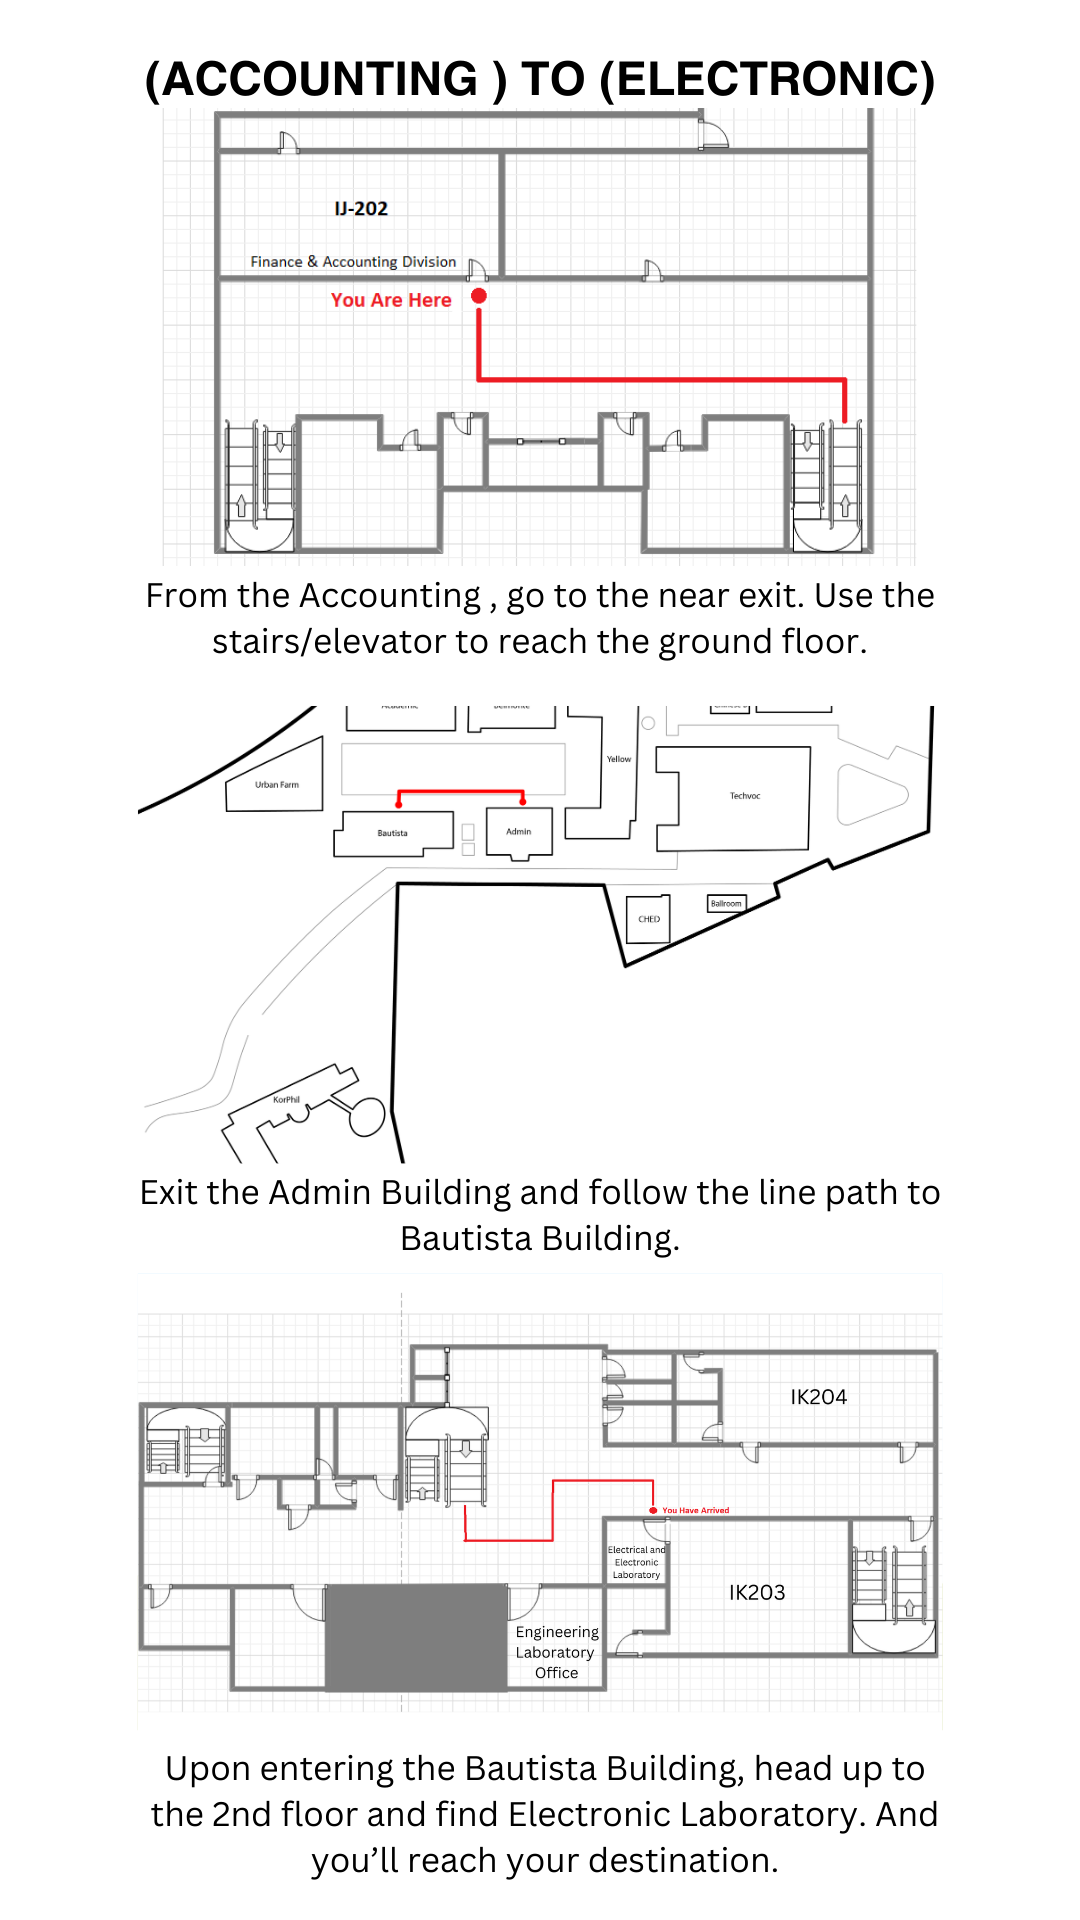 (ACCOUNTING ) TO (ELECTRONIC)
IJ-202
Finance & Accounting Division
You Are Here
From the Accounting , go to the near exit. Use the
stairs/elevator to reach the ground floor.
Academic
Belmonte
Yellow
Urban Farm
Techvoc
Bautista
Admin
CHED
Ballroom
KorPhil
Exit the Admin Building and follow the line path to
Bautista Building.
IK204
You Have Arrived
Electrical and
Electronic
Laboratory
IK203
Engineering
Laboratory
Office
Upon entering the Bautista Building, head up to
the 2nd floor and find Electronic Laboratory. And
you’ll reach your destination.